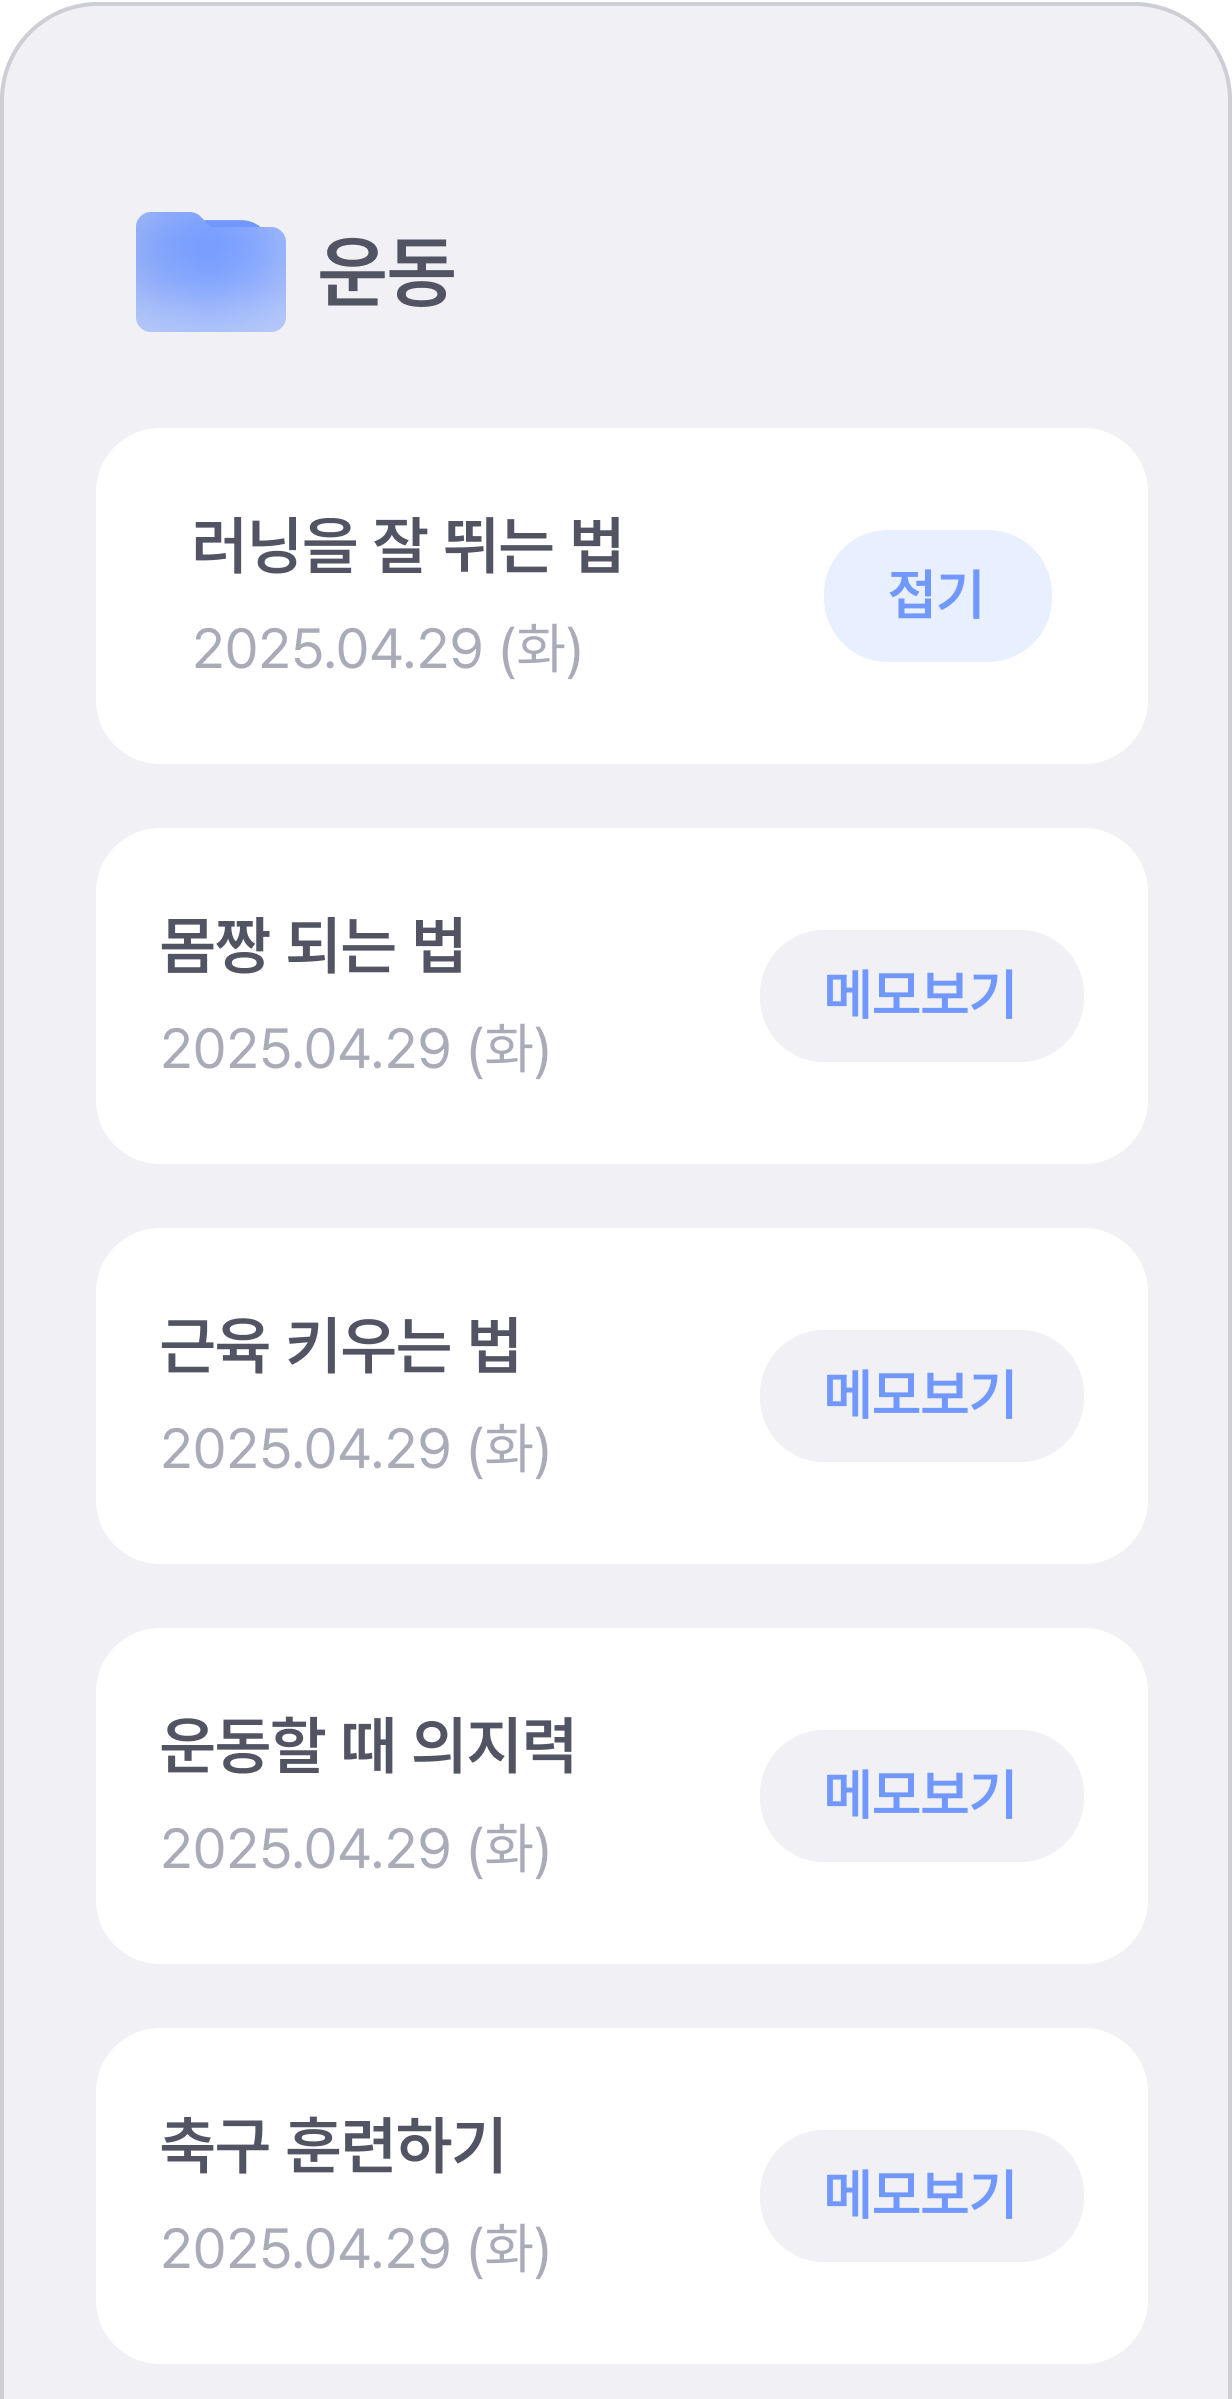 운동
러닝을 잘 뛰는 법
2025.04.29 (화)
접기
몸짱 되는 법
2025.04.29 (화)
메모보기
근육 키우는 법
2025.04.29 (화)
메모보기
운동할 때 의지력
2025.04.29 (화)
메모보기
축구 훈련하기
2025.04.29 (화)
메모보기